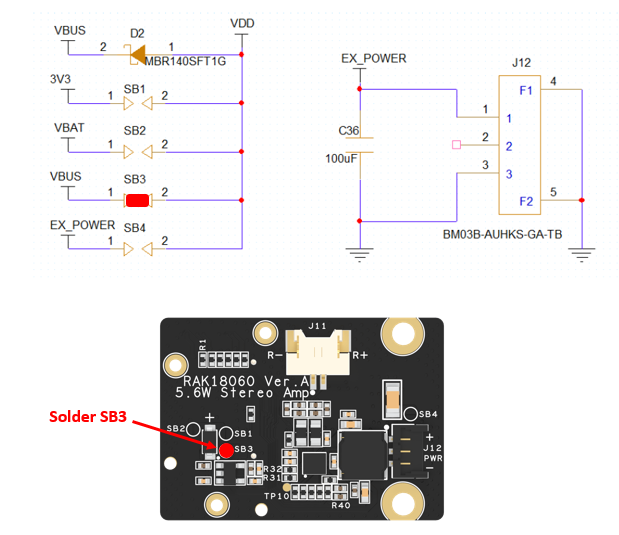 VBUS
2
D2
1
VDD
MBR140SFT1G
3V3
1
SB1
2
VBAT
1
SB2
2
VBUS
1
SB3
2
EX_POWER
1
SB4
2
EX_POWER
C36
100uF
J12
F1
4
1
1
2
2
3
3
F2
5
BM03B-AUHKS-GA-TB
J11
R1
R-
R+
RAK18060 Ver.A
5.6W Stereo Amp
Solder SB3
+
SB2
SB1
SB3
SB4
+
J12
PWR
-
R32
R31
TP10
R40